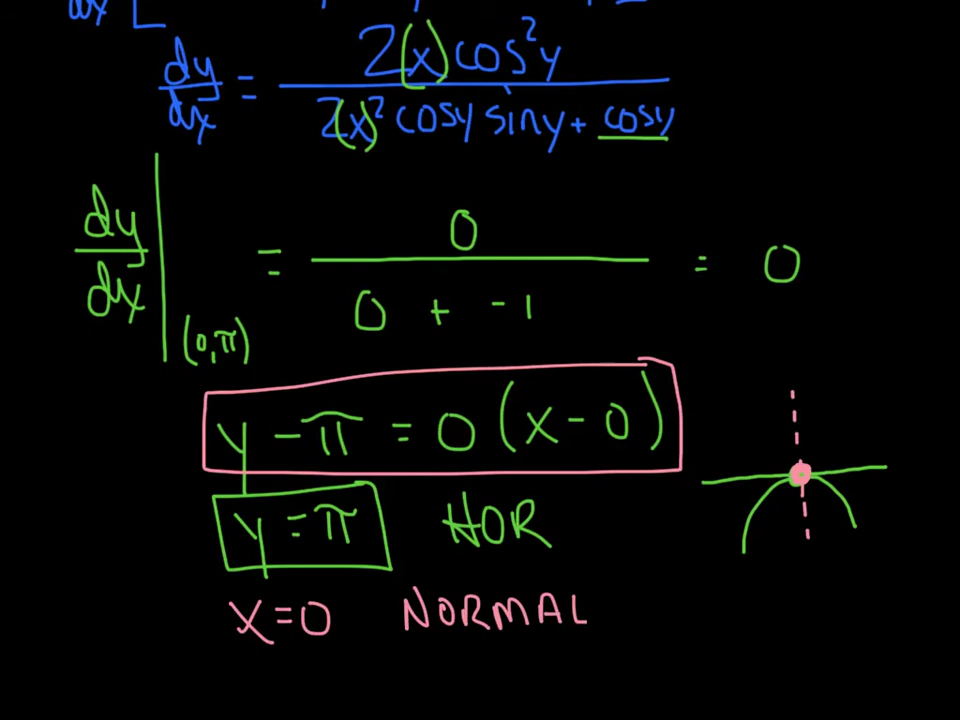 dy/dx = 2(x)cos²y / 2(x)²cosy siny + cosy
dy/dx | (0,π) = 0 / 0 + -1 = 0
y - π = 0(x - 0)
y = π HOR
x = 0 NORMAL